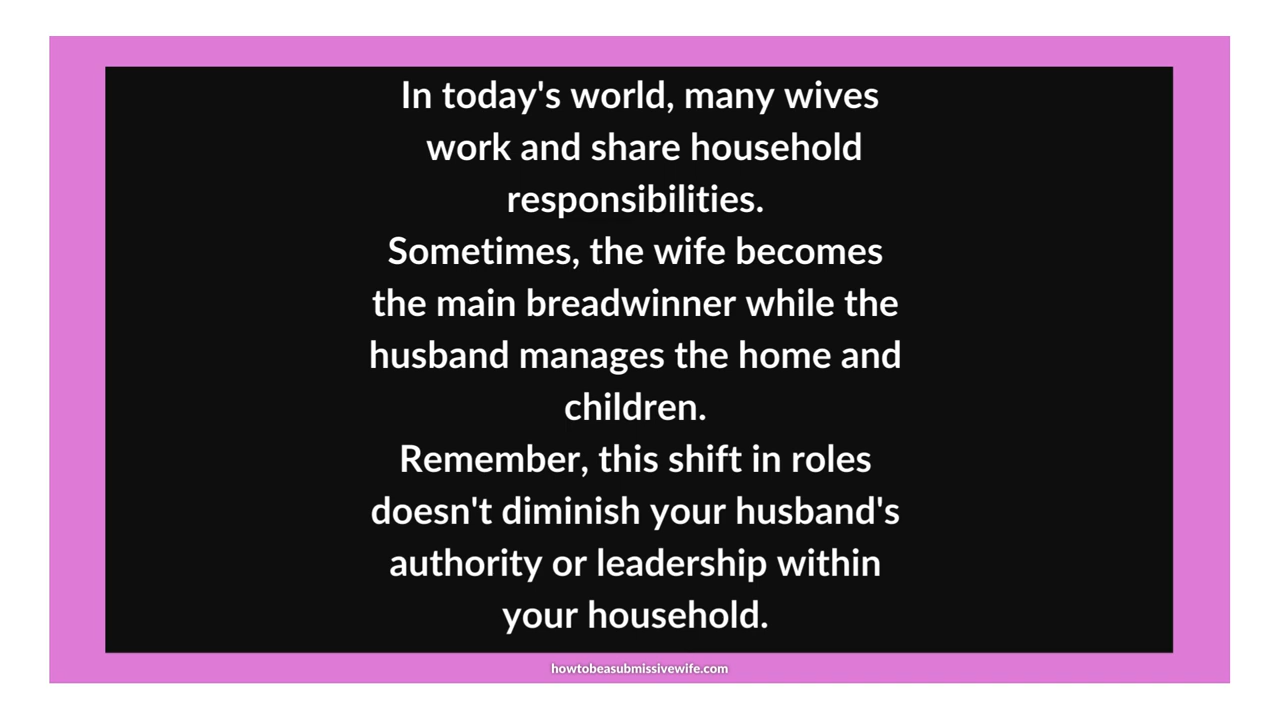 In today's world, many wives
work and share household
responsibilities.
Sometimes, the wife becomes
the main breadwinner while the
husband manages the home and
children.
Remember, this shift in roles
doesn't diminish your husband's
authority or leadership within
your household.
howtobeasubmissivewife.com